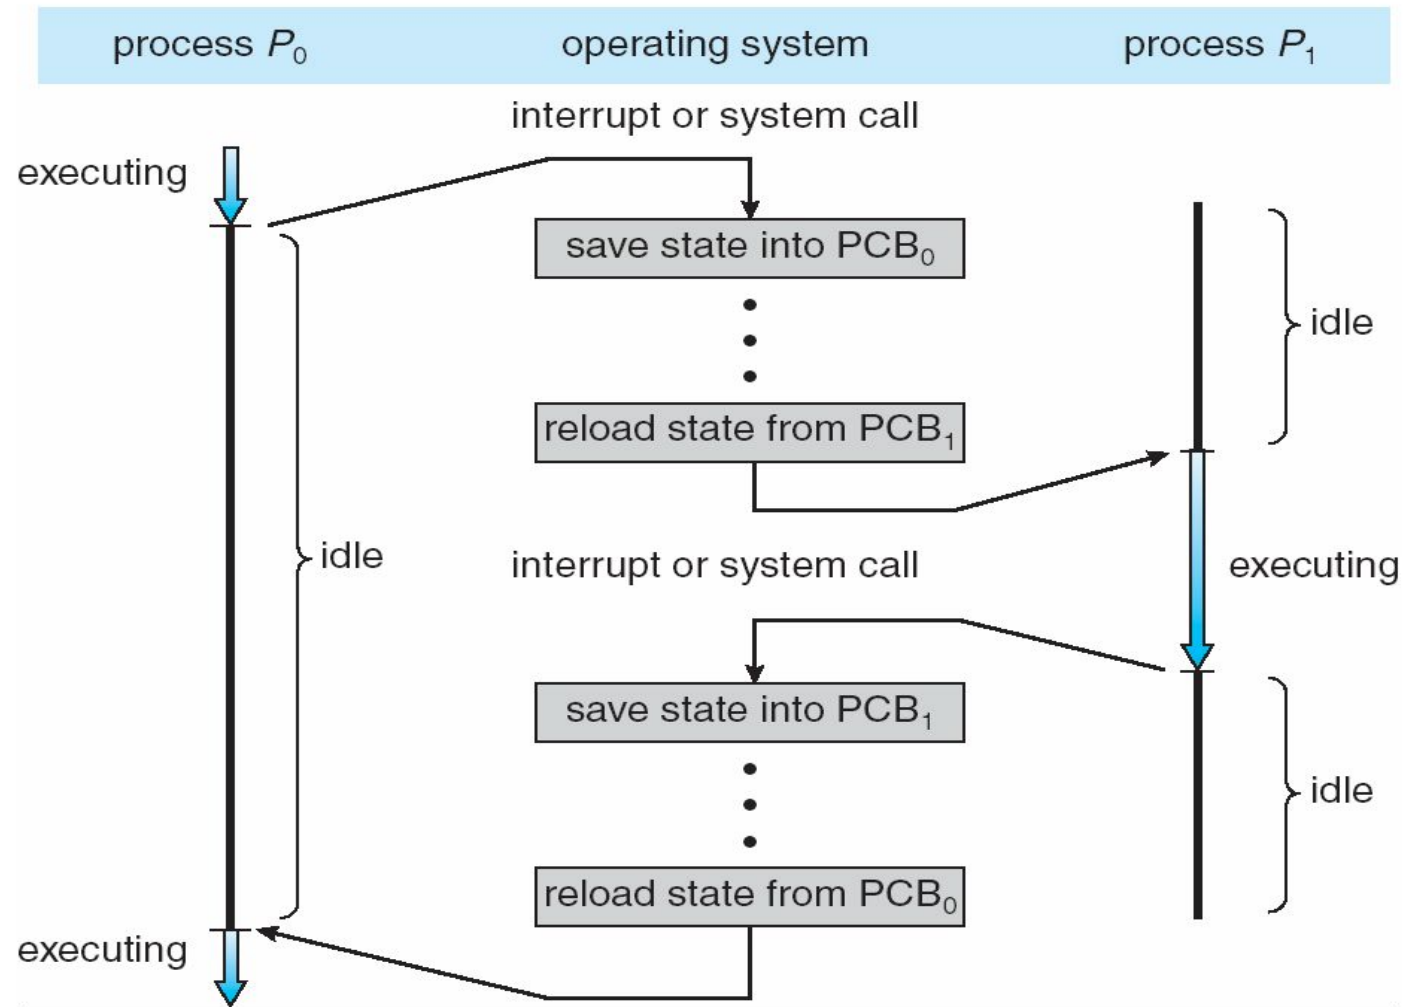 process P₀ operating system process P₁
interrupt or system call
executing
save state into PCB₀
idle
reload state from PCB₁
idle
interrupt or system call
executing
save state into PCB₁
idle
reload state from PCB₀
executing